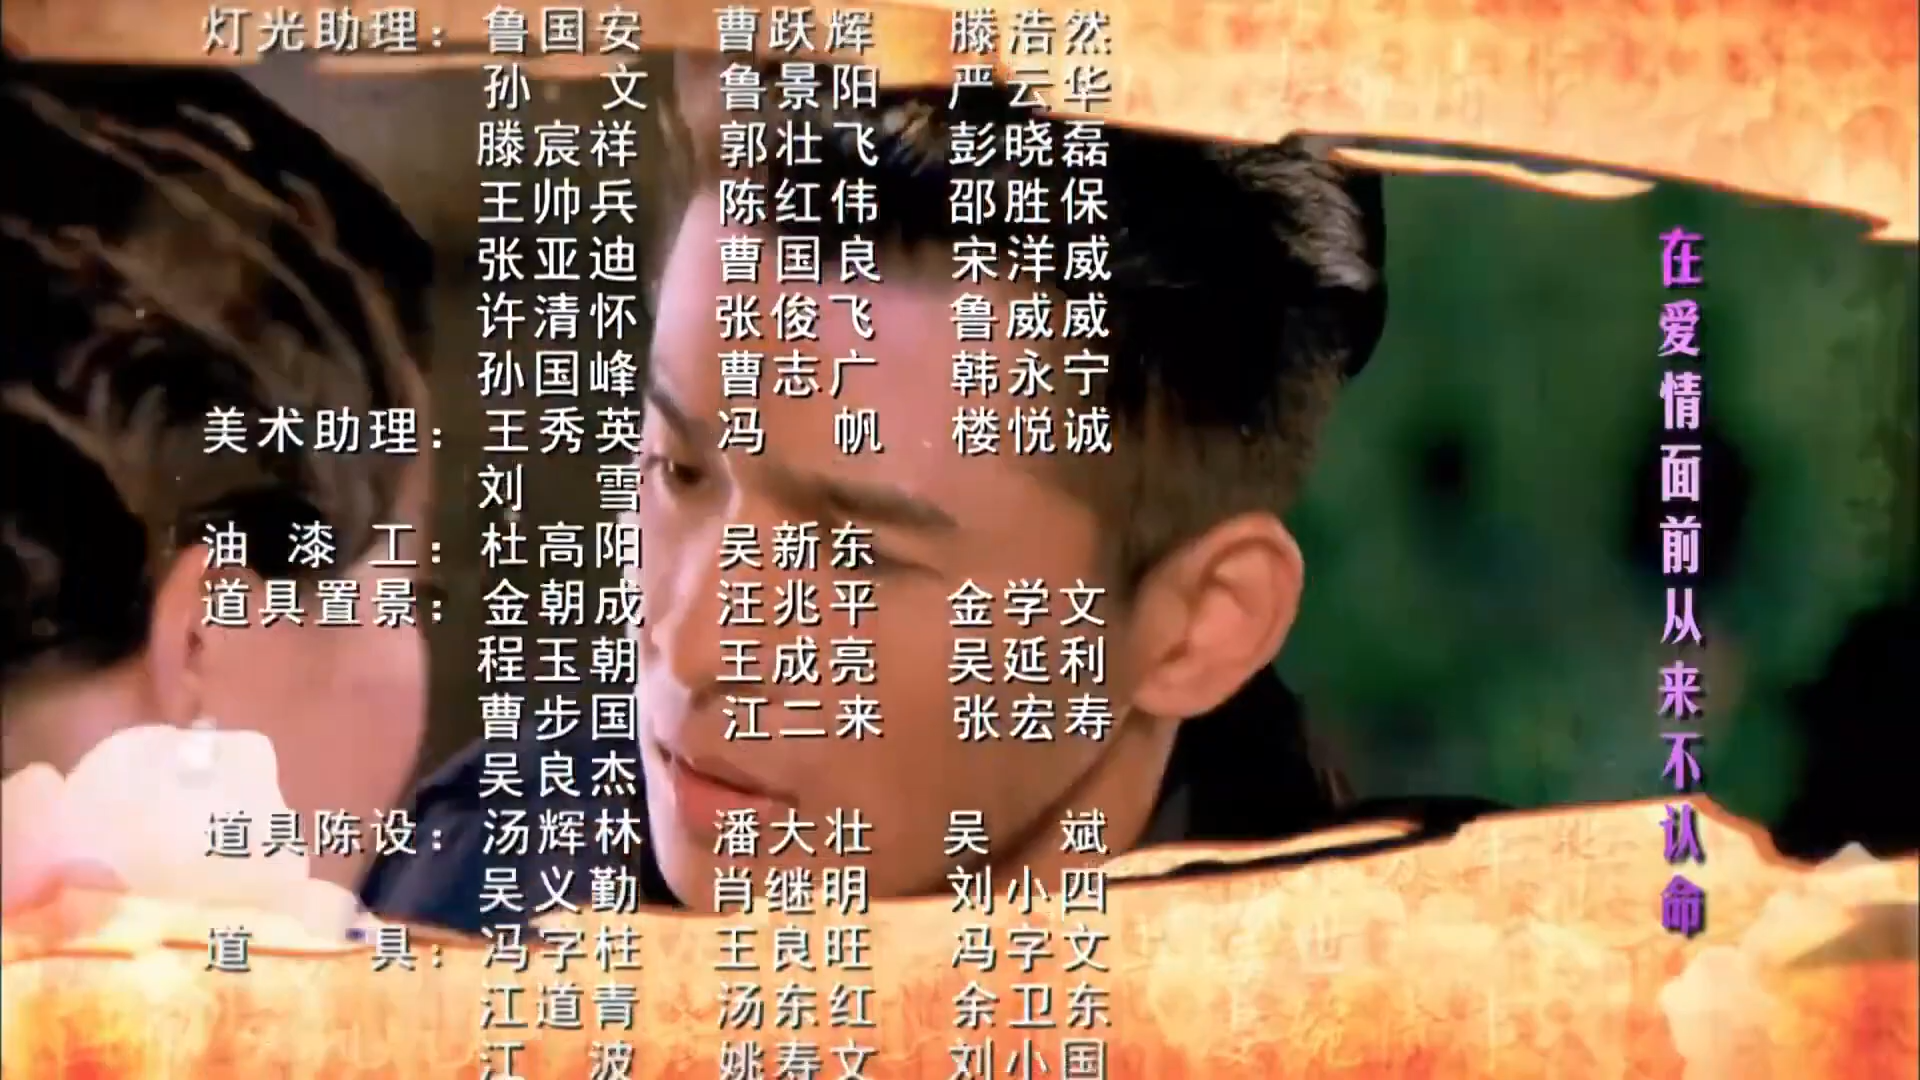 灯光助理：鲁国安 曹跃辉 滕浩然
孙 文 鲁景阳 严云华
滕宸祥 郭壮飞 彭晓磊
王帅兵 陈红伟 邵胜保
张亚迪 曹国良 宋洋威
许清怀 张俊飞 鲁威威
孙国峰 曹志广 韩永宁
美术助理：王秀英 冯 帆 楼悦诚
刘 雪
油 漆 工：杜高阳 吴新东
道具置景：金朝成 汪兆平 金学文
程玉朝 王成亮 吴延利
曹步国 江二来 张宏寿
吴良杰
道具陈设：汤辉林 潘大壮 吴 斌
吴义勤 肖继明 刘小四
道 具：冯字柱 王良旺 冯字文
江道青 汤东红 余卫东
江 波 姚寿文 刘小国
在爱情面前从来不认命